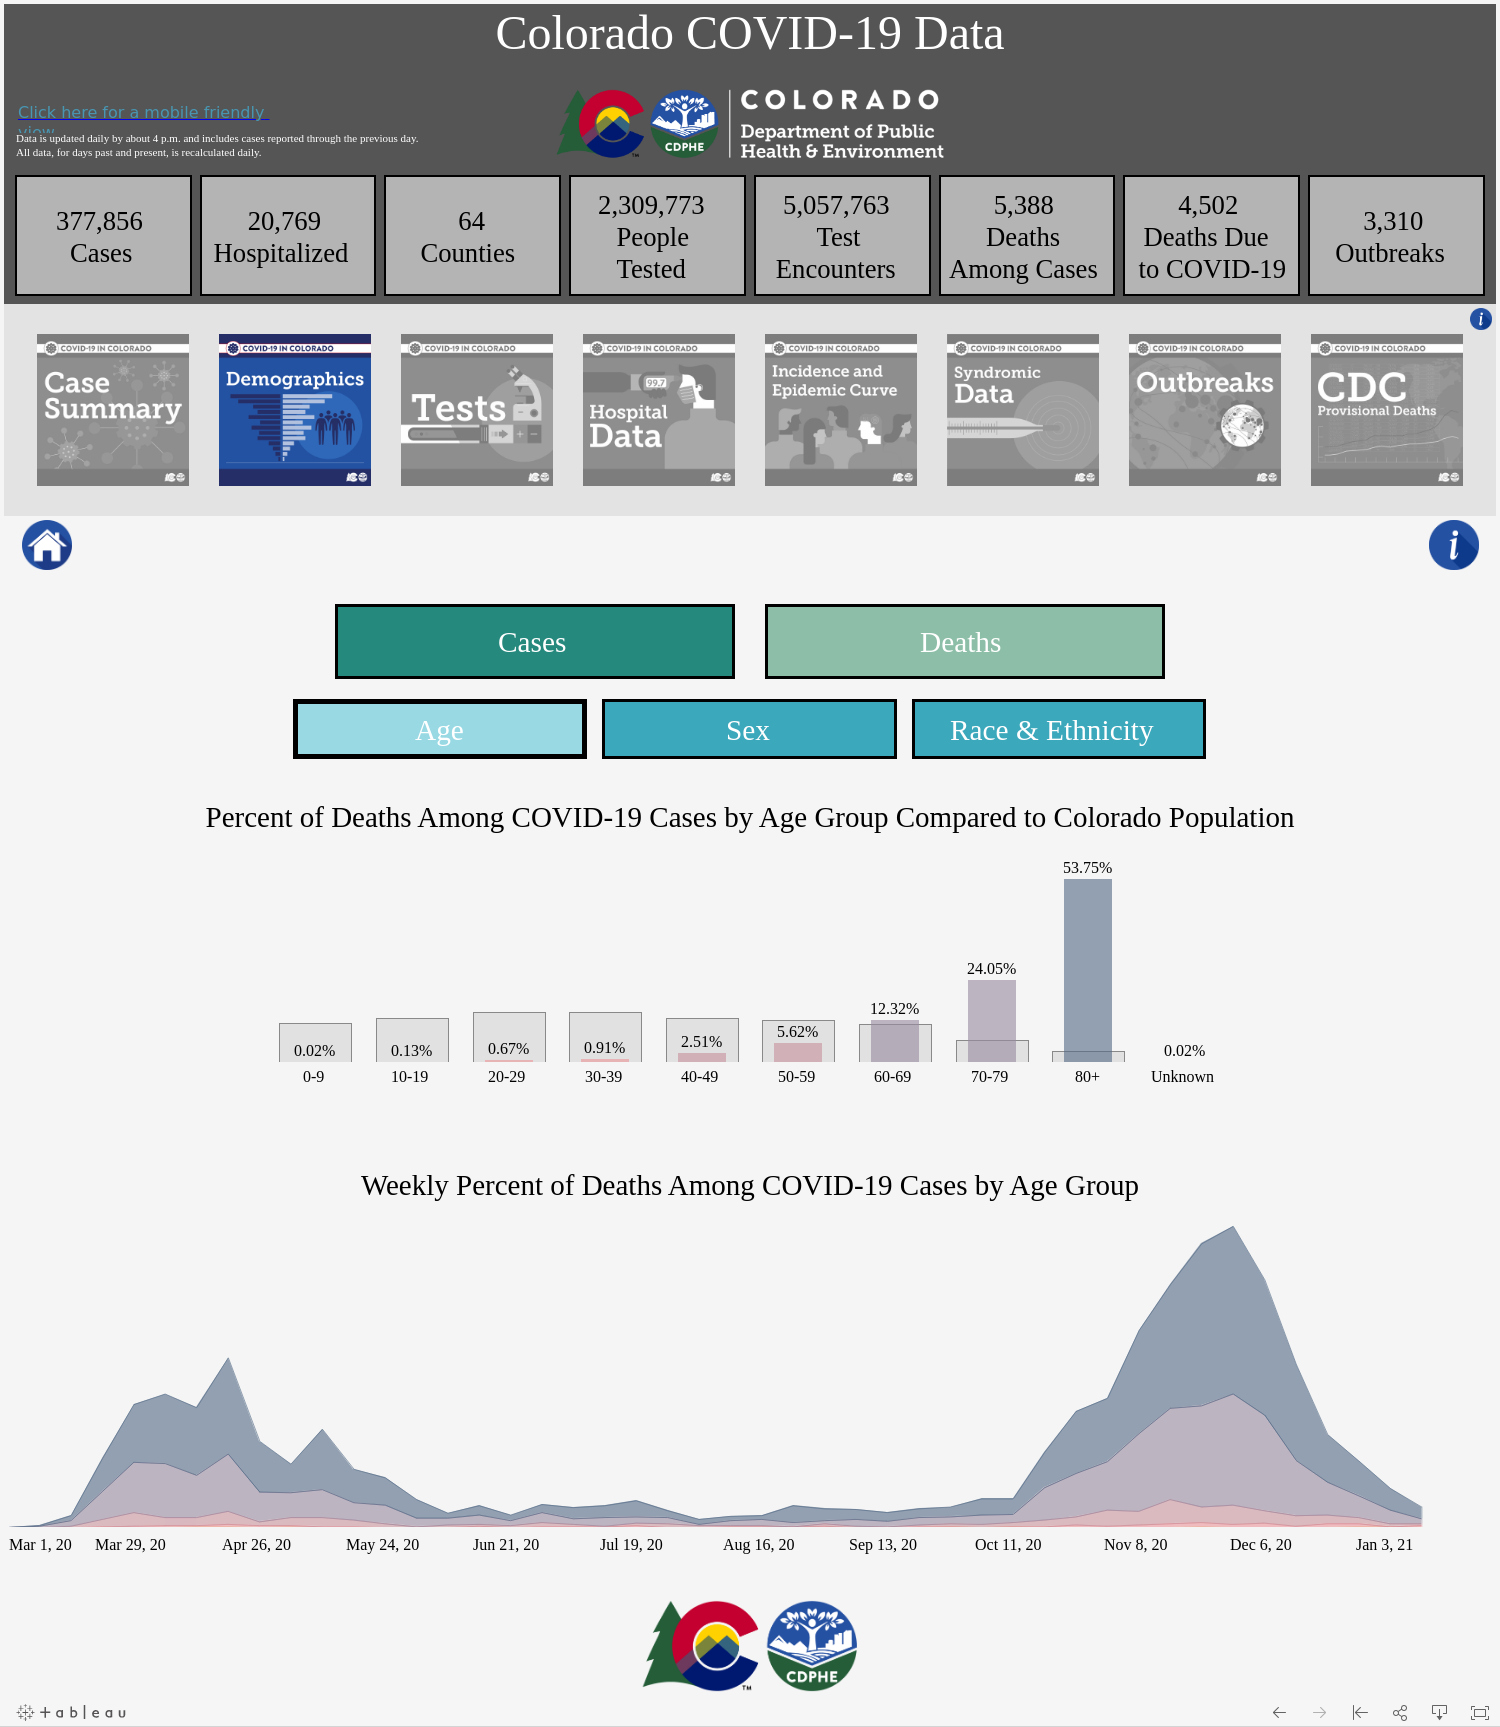 Colorado COVID-19 Data
Click here for a mobile friendly
view
Data is updated daily by about 4 p.m. and includes cases reported through the previous day.
All data, for days past and present, is recalculated daily.
CDPHE
TM
COLORADO
Department of Public
Health & Environment
377,856
Cases
20,769
Hospitalized
64
Counties
2,309,773
People
Tested
5,057,763
Test
Encounters
5,388
Deaths
Among Cases
4,502
Deaths Due
to COVID-19
3,310
Outbreaks
i
COVID-19 IN COLORADO
Case
Summary
COVID-19 IN COLORADO
Demographics
COVID-19 IN COLORADO
Tests
COVID-19 IN COLORADO
99.7
Hospital
Data
COVID-19 IN COLORADO
Incidence and
Epidemic Curve
COVID-19 IN COLORADO
Syndromic
Data
COVID-19 IN COLORADO
Outbreaks
COVID-19 IN COLORADO
CDC
Provisional Deaths
i
Cases
Deaths
Age
Sex
Race & Ethnicity
Percent of Deaths Among COVID-19 Cases by Age Group Compared to Colorado Population
0.02%
0.13%
0.67%
0.91%
2.51%
5.62%
12.32%
24.05%
53.75%
0.02%
0-9
10-19
20-29
30-39
40-49
50-59
60-69
70-79
80+
Unknown
Weekly Percent of Deaths Among COVID-19 Cases by Age Group
Mar 1, 20
Mar 29, 20
Apr 26, 20
May 24, 20
Jun 21, 20
Jul 19, 20
Aug 16, 20
Sep 13, 20
Oct 11, 20
Nov 8, 20
Dec 6, 20
Jan 3, 21
TM
CDPHE
+ a b l e a u